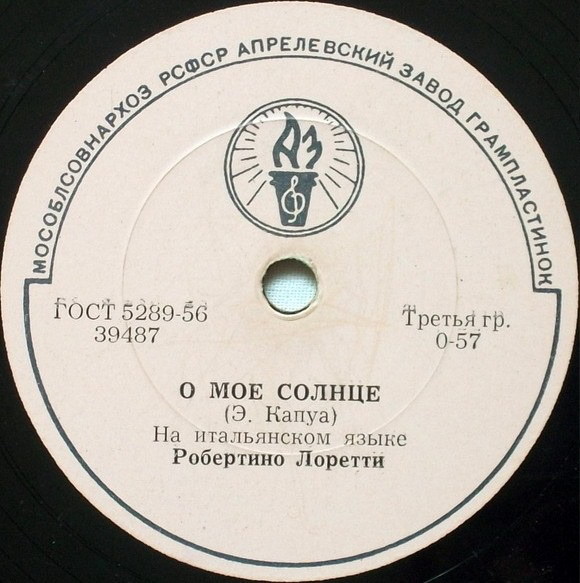 МОСОБЛСОВНАРХОЗ РСФСР АПРЕЛЕВСКИЙ ЗАВОД ГРАМПЛАСТИНОК
АЗ
ГОСТ 5289-56
39487
Третья гр.
0-57
О МОЕ СОЛНЦЕ
(Э. Капуа)
На итальянском языке
Робертино Лоретти